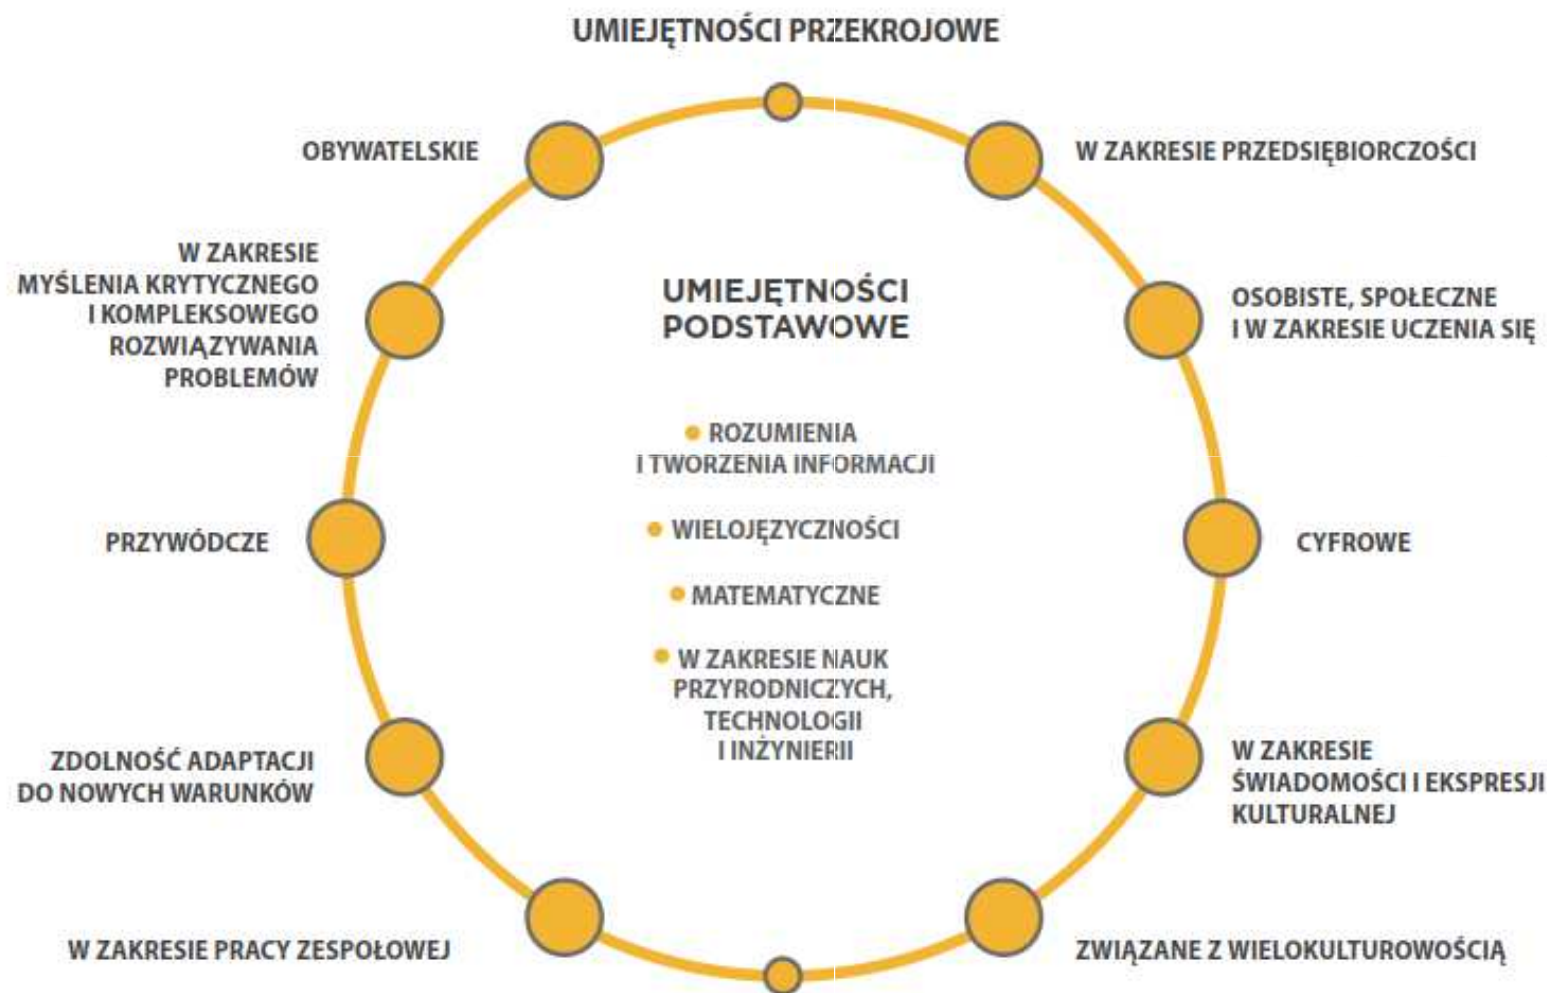 UMIEJĘTNOŚCI PRZEKROJOWE
OBYWATELSKIE
W ZAKRESIE PRZEDSIĘBIORCZOŚCI
W ZAKRESIE
MYŚLENIA KRYTYCZNEGO
I KOMPLEKSOWEGO
ROZWIĄZYWANIA
PROBLEMÓW
OSOBISTE, SPOŁECZNE
I W ZAKRESIE UCZENIA SIĘ
PRZYWÓDCZE
CYFROWE
ZDOLNOŚĆ ADAPTACJI
DO NOWYCH WARUNKÓW
W ZAKRESIE
ŚWIADOMOŚCI I EKSPRESJI
KULTURALNEJ
W ZAKRESIE PRACY ZESPOŁOWEJ
ZWIĄZANE Z WIELOKULTUROWOŚCIĄ
UMIEJĘTNOŚCI
PODSTAWOWE
ROZUMIENIA
I TWORZENIA INFORMACJI
WIELOJĘZYCZNOŚCI
MATEMATYCZNE
W ZAKRESIE NAUK
PRZYRODNICZYCH,
TECHNOLOGII
I INŻYNIERII